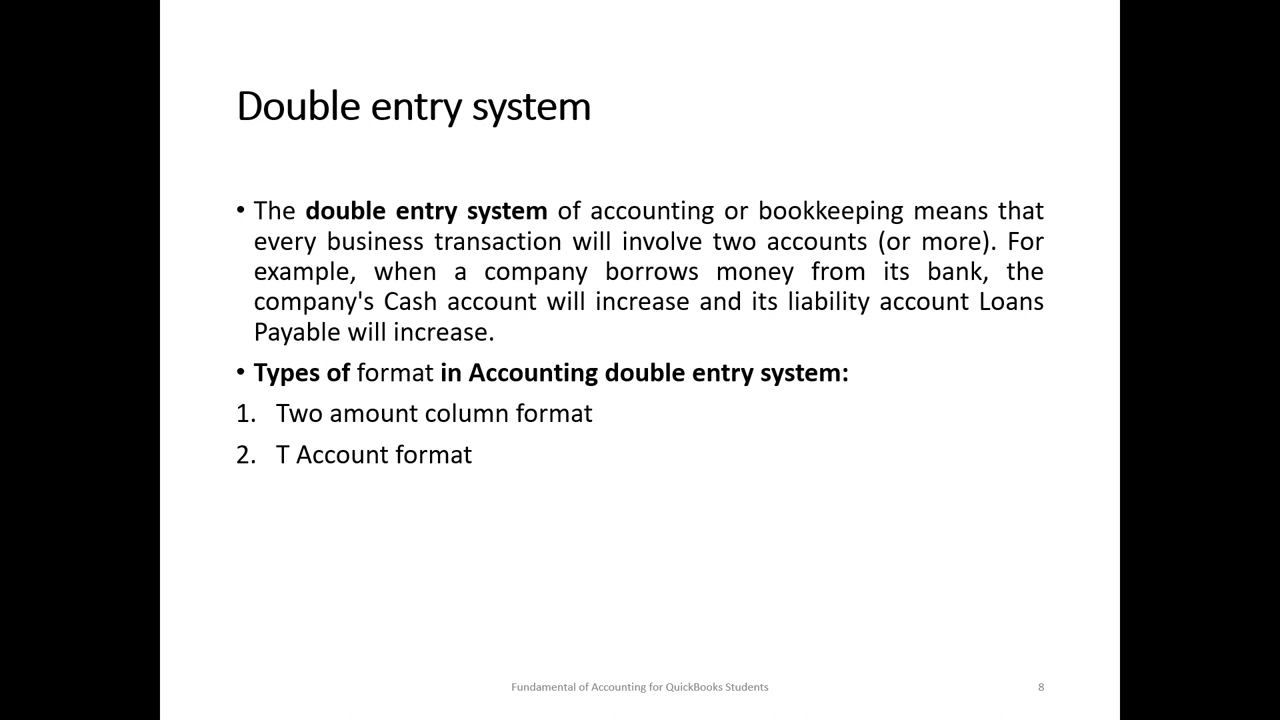 Double entry system
• The double entry system of accounting or bookkeeping means that
every business transaction will involve two accounts (or more). For
example, when a company borrows money from its bank, the
company's Cash account will increase and its liability account Loans
Payable will increase.
• Types of format in Accounting double entry system:
1. Two amount column format
2. T Account format
Fundamental of Accounting for QuickBooks Students 8